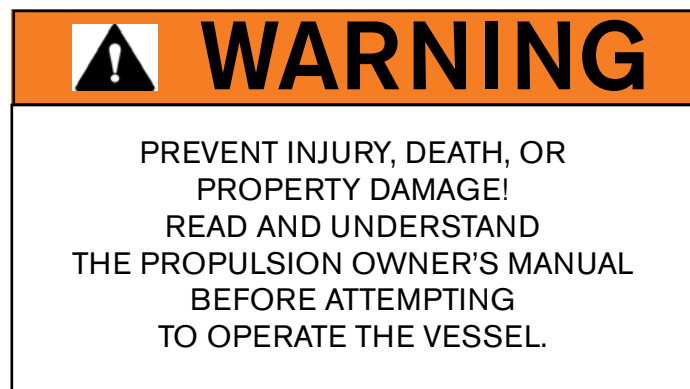 WARNING
PREVENT INJURY, DEATH, OR
PROPERTY DAMAGE!
READ AND UNDERSTAND
THE PROPULSION OWNER’S MANUAL
BEFORE ATTEMPTING
TO OPERATE THE VESSEL.